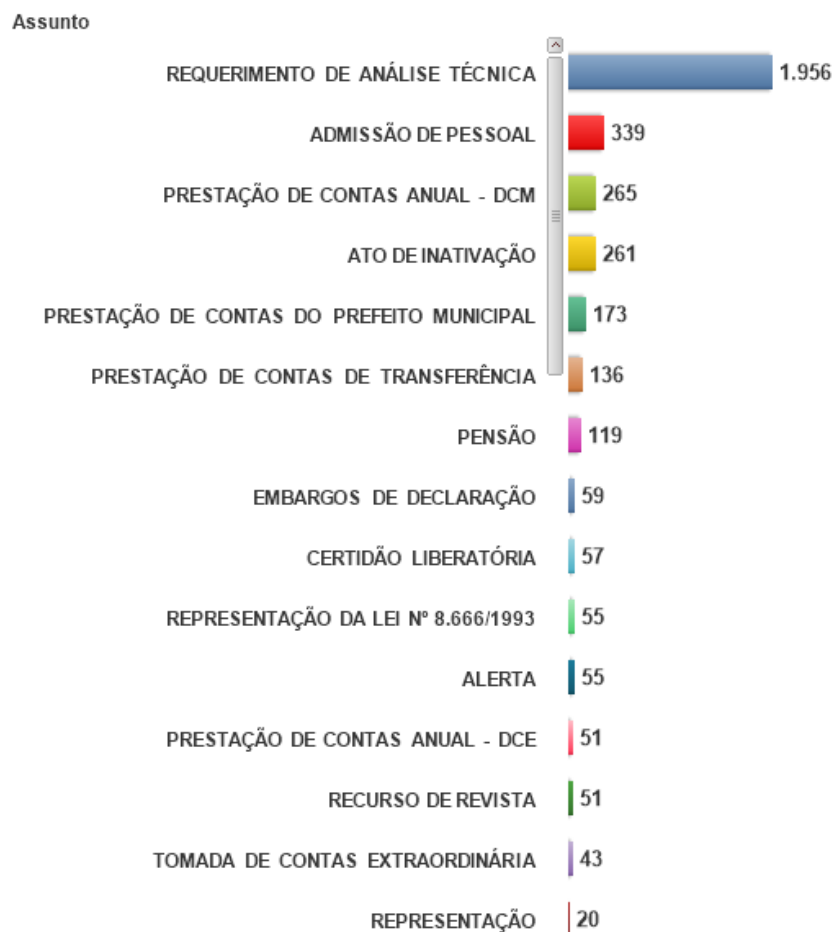 Assunto
REQUERIMENTO DE ANÁLISE TÉCNICA 1.956
ADMISSÃO DE PESSOAL 339
PRESTAÇÃO DE CONTAS ANUAL - DCM 265
ATO DE INATIVAÇÃO 261
PRESTAÇÃO DE CONTAS DO PREFEITO MUNICIPAL 173
PRESTAÇÃO DE CONTAS DE TRANSFERÊNCIA 136
PENSÃO 119
EMBARGOS DE DECLARAÇÃO 59
CERTIDÃO LIBERATÓRIA 57
REPRESENTAÇÃO DA LEI Nº 8.666/1993 55
ALERTA 55
PRESTAÇÃO DE CONTAS ANUAL - DCE 51
RECURSO DE REVISTA 51
TOMADA DE CONTAS EXTRAORDINÁRIA 43
REPRESENTAÇÃO 20